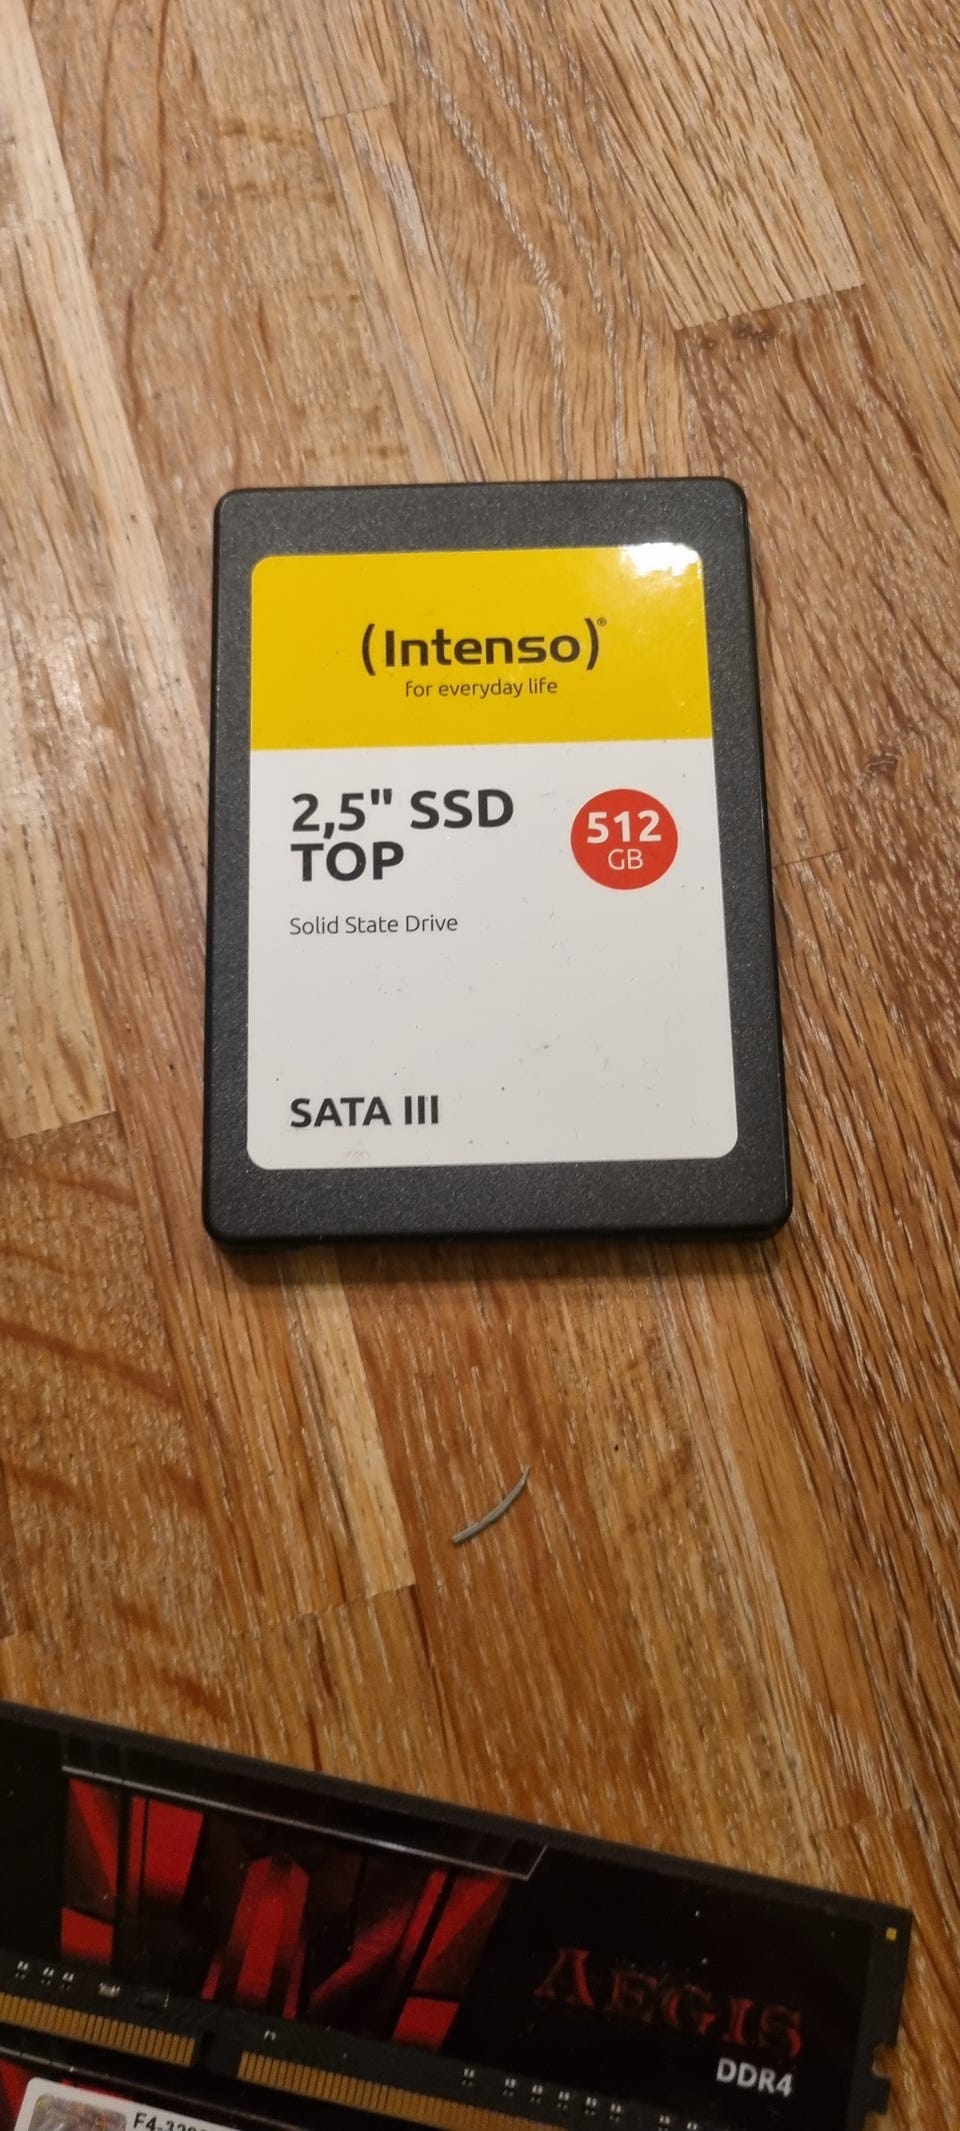 (Intenso)®
for everyday life
2,5" SSD
TOP
512
GB
Solid State Drive
SATA III
AEGIS
DDR4